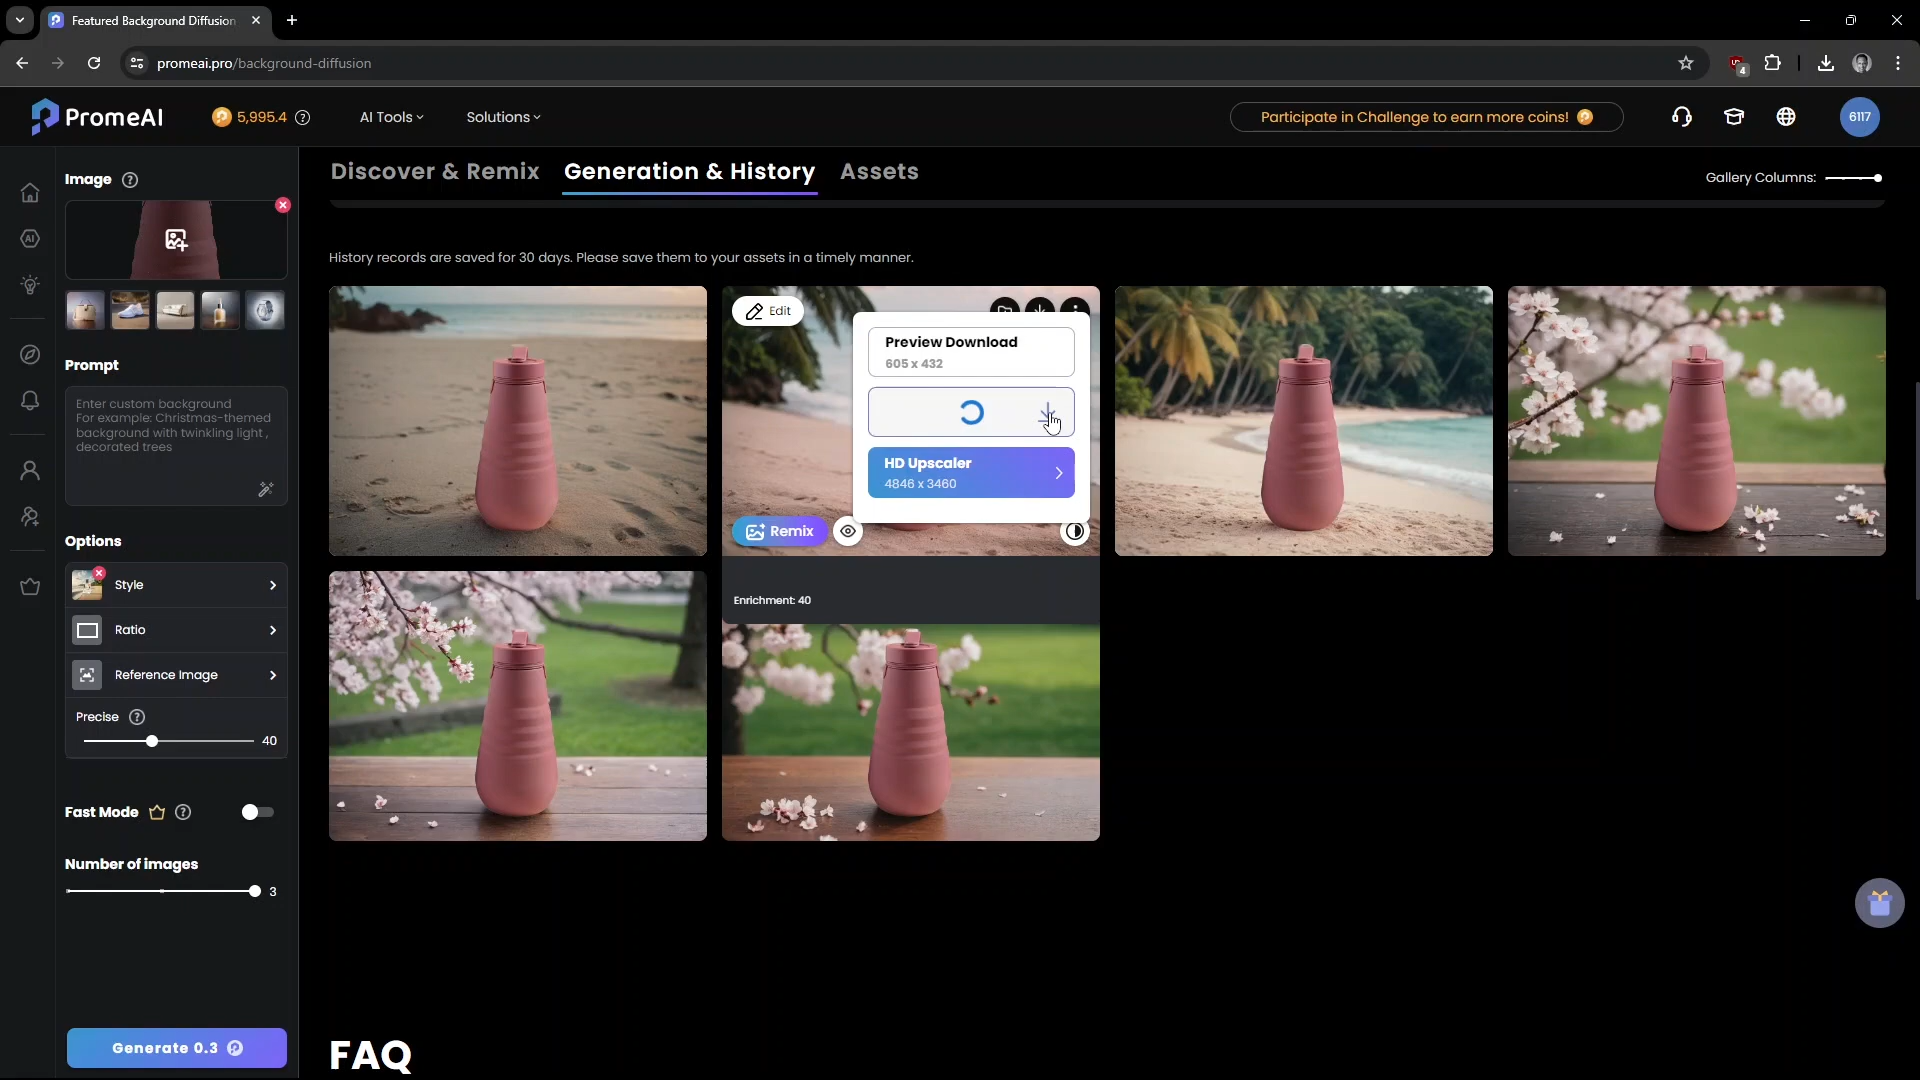 Featured Background Diffusion
promeai.pro/background-diffusion
4
PromeAI
5,995.4
AI Tools
Solutions
Participate in Challenge to earn more coins!
6117
Image
Discover & Remix
Generation & History
Assets
Gallery Columns:
History records are saved for 30 days. Please save them to your assets in a timely manner.
Edit
Preview Download
605 x 432
HD Upscaler
4846 x 3460
Remix
Enrichment: 40
AI
Prompt
Enter custom background
For example: Christmas-themed
background with twinkling light ,
decorated trees
Options
Style
Ratio
Reference Image
Precise
40
Fast Mode
Number of images
3
Generate 0.3
FAQ